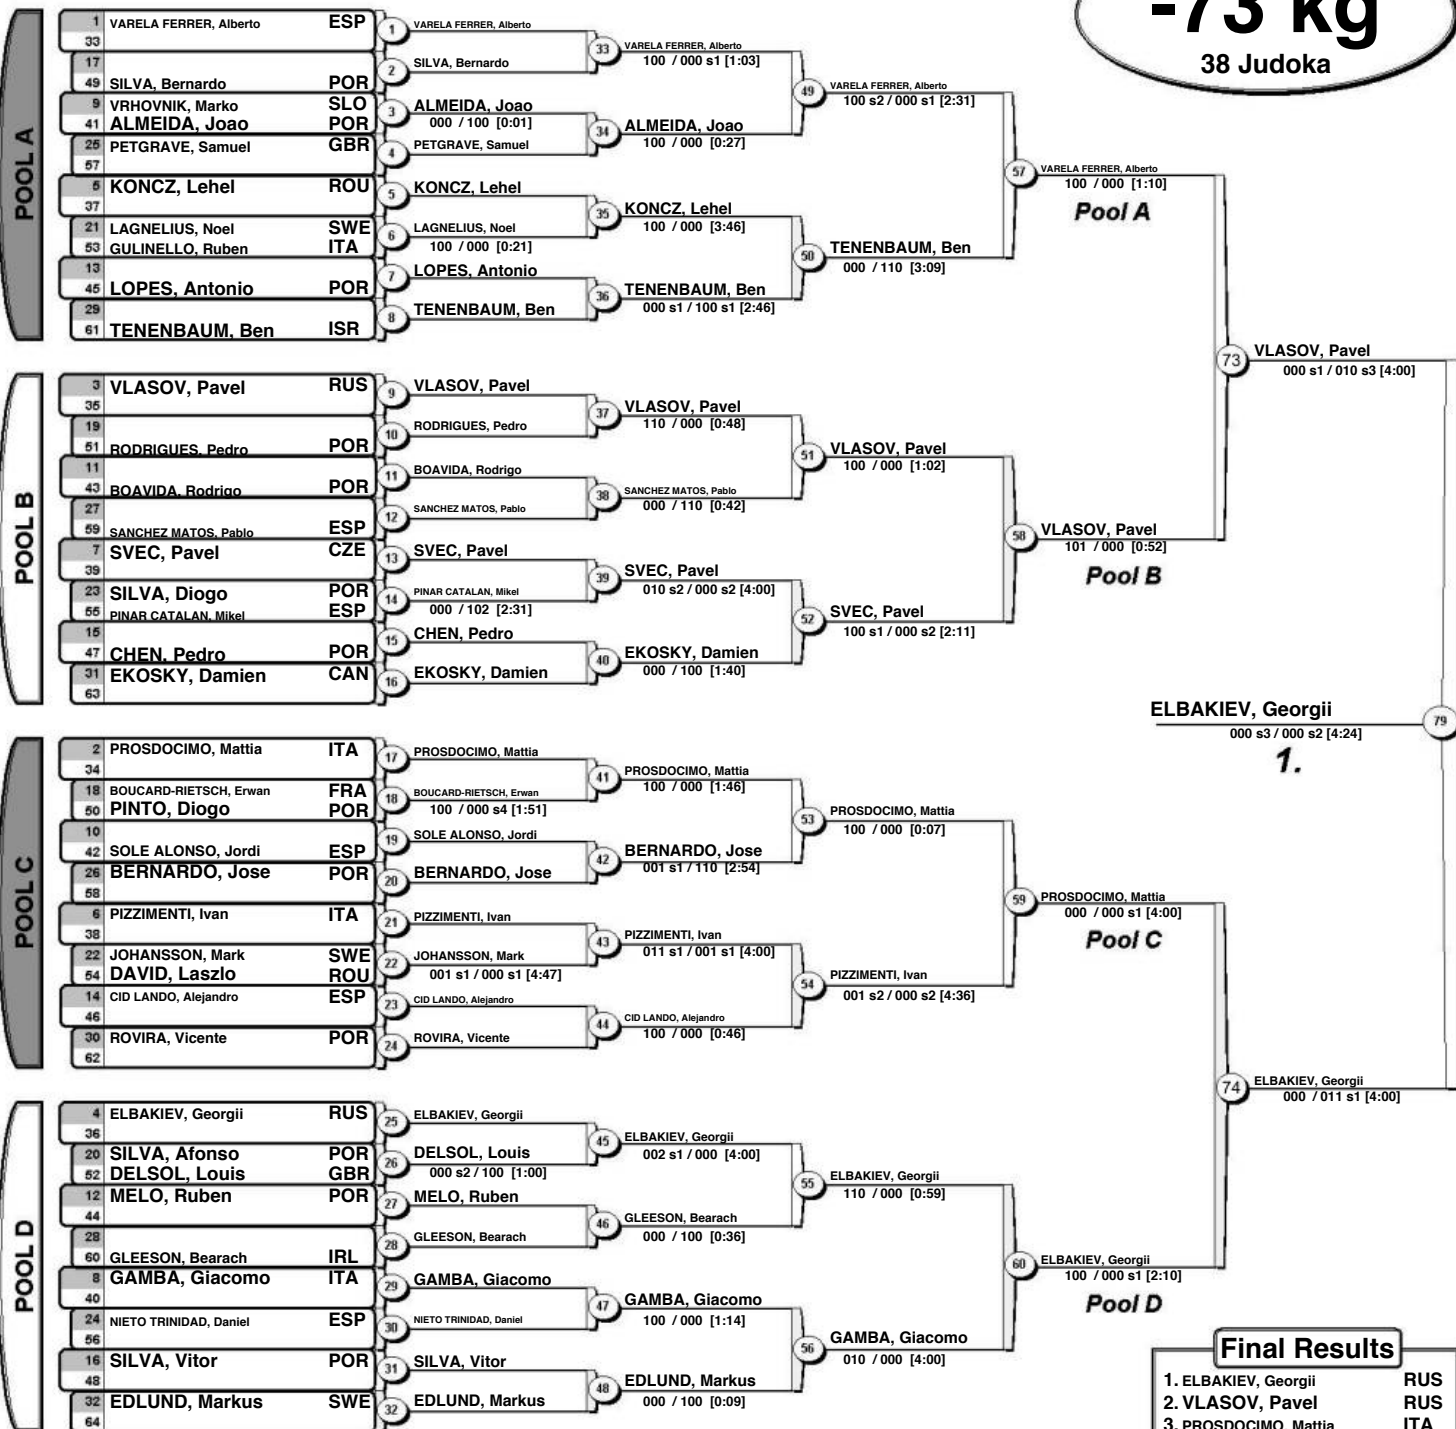 -73 kg
38 Judoka
POOL A
1 VARELA FERRER, Alberto ESP
33
17
49 SILVA, Bernardo POR
9 VRHOVNIK, Marko SLO
41 ALMEIDA, Joao POR
25 PETGRAVE, Samuel GBR
57
5 KONCZ, Lehel ROU
37
21 LAGNELIUS, Noel SWE
53 GULINELLO, Ruben ITA
13
45 LOPES, Antonio POR
29
61 TENENBAUM, Ben ISR
1 VARELA FERRER, Alberto
2 SILVA, Bernardo
3 ALMEIDA, Joao
000 / 100 [0:01]
4 PETGRAVE, Samuel
5 KONCZ, Lehel
6 LAGNELIUS, Noel
100 / 000 [0:21]
7 LOPES, Antonio
8 TENENBAUM, Ben
33 VARELA FERRER, Alberto
100 / 000 s1 [1:03]
34 ALMEIDA, Joao
100 / 000 [0:27]
35 KONCZ, Lehel
100 / 000 [3:46]
36 TENENBAUM, Ben
000 s1 / 100 s1 [2:46]
49 VARELA FERRER, Alberto
100 s2 / 000 s1 [2:31]
50 TENENBAUM, Ben
000 / 110 [3:09]
57 VARELA FERRER, Alberto
100 / 000 [1:10]
Pool A
POOL B
3 VLASOV, Pavel RUS
35
19
51 RODRIGUES, Pedro POR
11
43 BOAVIDA, Rodrigo POR
27
59 SANCHEZ MATOS, Pablo ESP
7 SVEC, Pavel CZE
39
23 SILVA, Diogo POR
55 PINAR CATALAN, Mikel ESP
15
47 CHEN, Pedro POR
31 EKOSKY, Damien CAN
63
9 VLASOV, Pavel
10 RODRIGUES, Pedro
11 BOAVIDA, Rodrigo
12 SANCHEZ MATOS, Pablo
13 SVEC, Pavel
14 PINAR CATALAN, Mikel
000 / 102 [2:31]
15 CHEN, Pedro
16 EKOSKY, Damien
37 VLASOV, Pavel
110 / 000 [0:48]
38 SANCHEZ MATOS, Pablo
000 / 110 [0:42]
39 SVEC, Pavel
010 s2 / 000 s2 [4:00]
40 EKOSKY, Damien
000 / 100 [1:40]
51 VLASOV, Pavel
100 / 000 [1:02]
52 SVEC, Pavel
100 s1 / 000 s2 [2:11]
58 VLASOV, Pavel
101 / 000 [0:52]
Pool B
73 VLASOV, Pavel
000 s1 / 010 s3 [4:00]
ELBAKIEV, Georgii 79
000 s3 / 000 s2 [4:24]
1.
POOL C
2 PROSDOCIMO, Mattia ITA
34
18 BOUCARD-RIETSCH, Erwan FRA
50 PINTO, Diogo POR
10
42 SOLE ALONSO, Jordi ESP
26 BERNARDO, Jose POR
58
6 PIZZIMENTI, Ivan ITA
38
22 JOHANSSON, Mark SWE
54 DAVID, Laszlo ROU
14 CID LANDO, Alejandro ESP
46
30 ROVIRA, Vicente POR
62
17 PROSDOCIMO, Mattia
18 BOUCARD-RIETSCH, Erwan
100 / 000 s4 [1:51]
19 SOLE ALONSO, Jordi
20 BERNARDO, Jose
21 PIZZIMENTI, Ivan
22 JOHANSSON, Mark
001 s1 / 000 s1 [4:47]
23 CID LANDO, Alejandro
24 ROVIRA, Vicente
41 PROSDOCIMO, Mattia
100 / 000 [1:46]
42 BERNARDO, Jose
001 s1 / 110 [2:54]
43 PIZZIMENTI, Ivan
011 s1 / 001 s1 [4:00]
44 CID LANDO, Alejandro
100 / 000 [0:46]
53 PROSDOCIMO, Mattia
100 / 000 [0:07]
54 PIZZIMENTI, Ivan
001 s2 / 000 s2 [4:36]
59 PROSDOCIMO, Mattia
000 / 000 s1 [4:00]
Pool C
74 ELBAKIEV, Georgii
000 / 011 s1 [4:00]
POOL D
4 ELBAKIEV, Georgii RUS
36
20 SILVA, Afonso POR
52 DELSOL, Louis GBR
12 MELO, Ruben POR
44
28
60 GLEESON, Bearach IRL
8 GAMBA, Giacomo ITA
40
24 NIETO TRINIDAD, Daniel ESP
56
16 SILVA, Vitor POR
48
32 EDLUND, Markus SWE
64
25 ELBAKIEV, Georgii
26 DELSOL, Louis
000 s2 / 100 [1:00]
27 MELO, Ruben
28 GLEESON, Bearach
29 GAMBA, Giacomo
30 NIETO TRINIDAD, Daniel
31 SILVA, Vitor
32 EDLUND, Markus
45 ELBAKIEV, Georgii
002 s1 / 000 [4:00]
46 GLEESON, Bearach
000 / 100 [0:36]
47 GAMBA, Giacomo
100 / 000 [1:14]
48 EDLUND, Markus
000 / 100 [0:09]
55 ELBAKIEV, Georgii
110 / 000 [0:59]
56 GAMBA, Giacomo
010 / 000 [4:00]
60 ELBAKIEV, Georgii
100 / 000 s1 [2:10]
Pool D
Final Results
1. ELBAKIEV, Georgii RUS
2. VLASOV, Pavel RUS
3. PROSDOCIMO, Mattia ITA